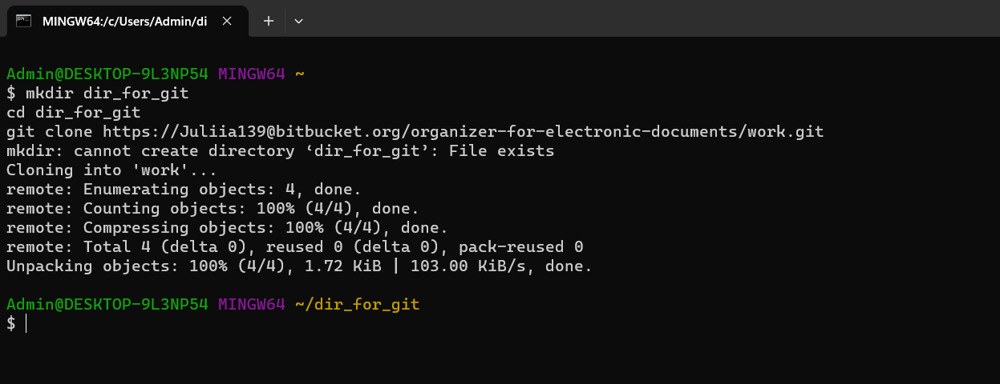 MINGW64:/c/Users/Admin/di
Admin@DESKTOP-9L3NP54 MINGW64 ~
$ mkdir dir_for_git
cd dir_for_git
git clone https://Juliia139@bitbucket.org/organizer-for-electronic-documents/work.git
mkdir: cannot create directory ‘dir_for_git’: File exists
Cloning into 'work'...
remote: Enumerating objects: 4, done.
remote: Counting objects: 100% (4/4), done.
remote: Compressing objects: 100% (4/4), done.
remote: Total 4 (delta 0), reused 0 (delta 0), pack-reused 0
Unpacking objects: 100% (4/4), 1.72 KiB | 103.00 KiB/s, done.
Admin@DESKTOP-9L3NP54 MINGW64 ~/dir_for_git
$